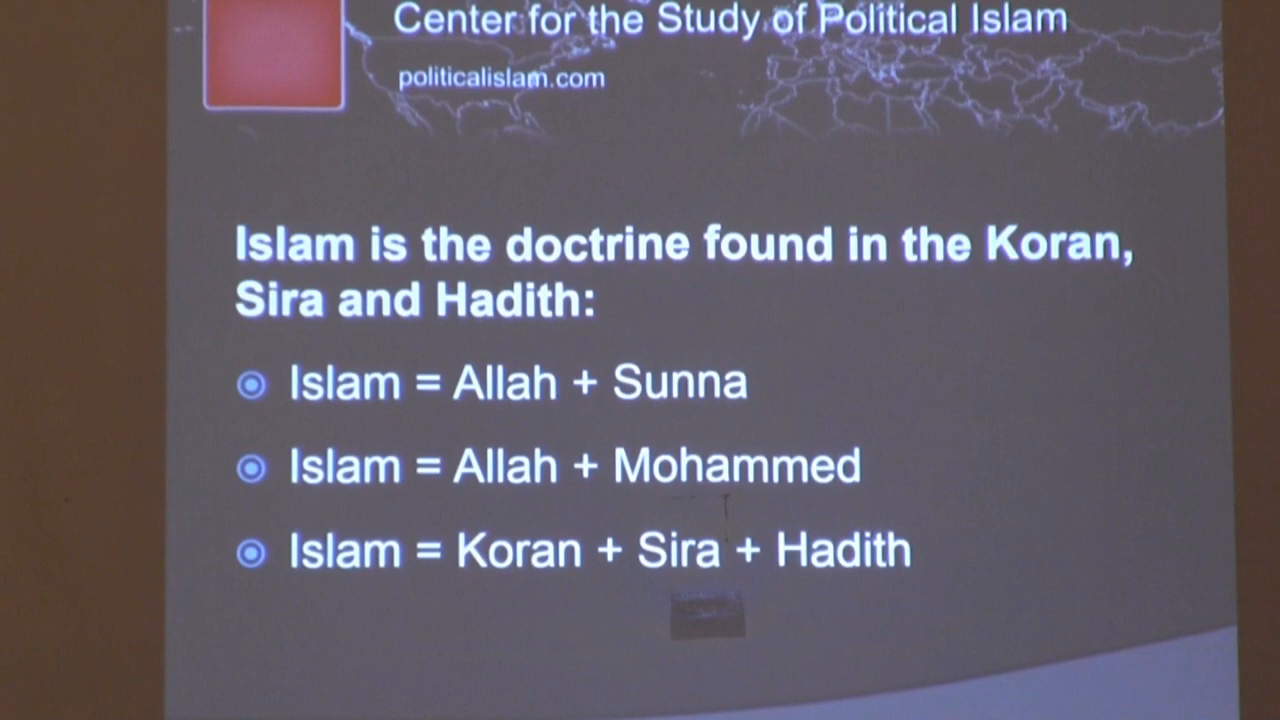 Center for the Study of Political Islam
politicalislam.com
Islam is the doctrine found in the Koran,
Sira and Hadith:
Islam = Allah + Sunna
Islam = Allah + Mohammed
Islam = Koran + Sira + Hadith